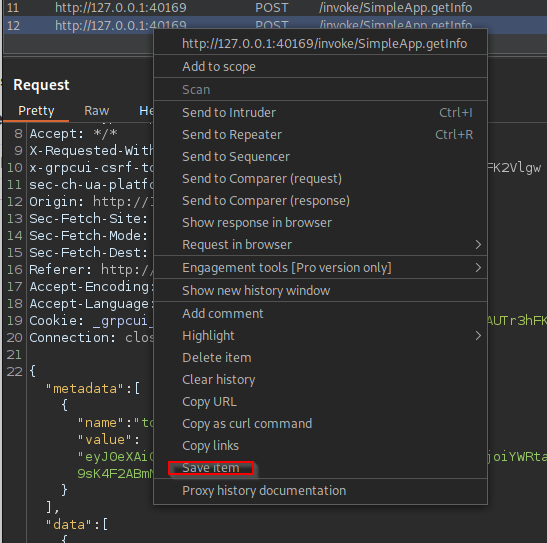 11 http://127.0.0.1:40169 POST /invoke/SimpleApp.getInfo
12 http://127.0.0.1:40169 POST /invoke/SimpleApp.getInfo
http://127.0.0.1:40169/invoke/SimpleApp.getInfo
Add to scope
Scan
Send to Intruder Ctrl+I
Send to Repeater Ctrl+R
Send to Sequencer
Send to Comparer (request)
Send to Comparer (response)
Show response in browser
Request in browser
Engagement tools [Pro version only]
Show new history window
Add comment
Highlight
Delete item
Clear history
Copy URL
Copy as curl command
Copy links
Save item
Proxy history documentation
Request
Pretty Raw He
8 Accept: */*
9 X-Requested-With
10 x-grpcui-csrf-to FK2Vlgw
11 sec-ch-ua-platfo
12 Origin: http://1
13 Sec-Fetch-Site:
14 Sec-Fetch-Mode:
15 Sec-Fetch-Dest:
16 Referer: http://
17 Accept-Encoding:
18 Accept-Language:
19 Cookie: _grpcui_ AUTr3hFK
20 Connection: clos
21
22 {
"metadata":[
{
"name":"to
"value":
"eyJ0eXAiO joiYWRta
9sK4F2ABmN
}
],
"data":[
{